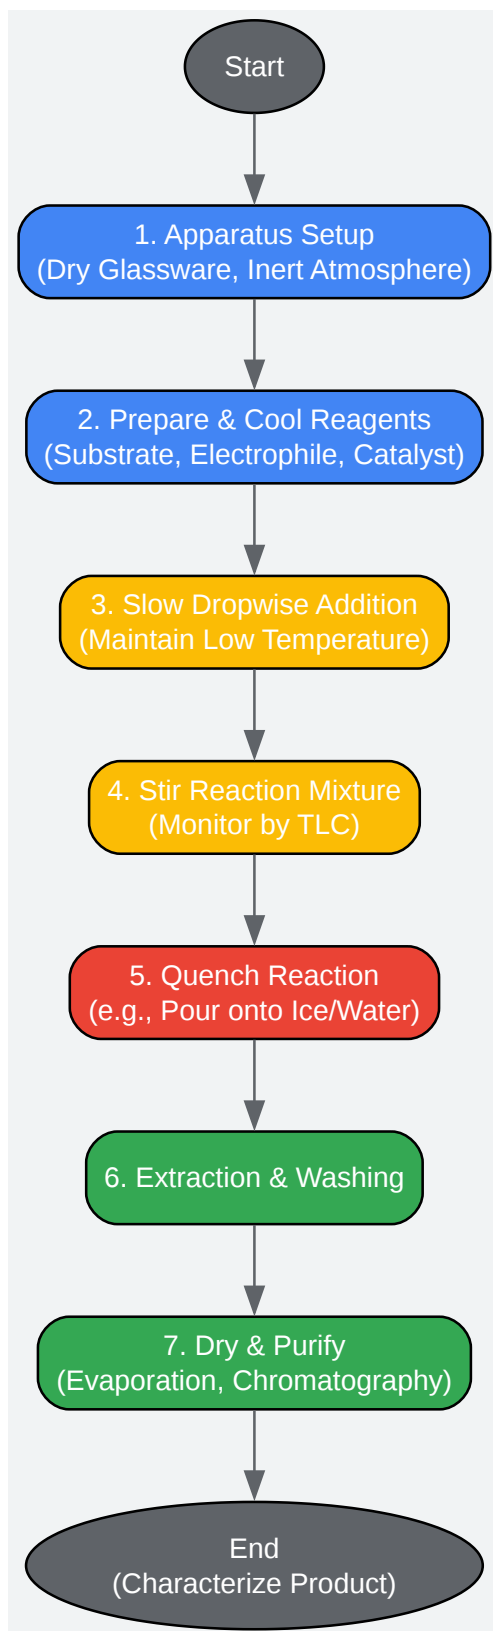 Start
1. Apparatus Setup
(Dry Glassware, Inert Atmosphere)
2. Prepare & Cool Reagents
(Substrate, Electrophile, Catalyst)
3. Slow Dropwise Addition
(Maintain Low Temperature)
4. Stir Reaction Mixture
(Monitor by TLC)
5. Quench Reaction
(e.g., Pour onto Ice/Water)
6. Extraction & Washing
7. Dry & Purify
(Evaporation, Chromatography)
End
(Characterize Product)